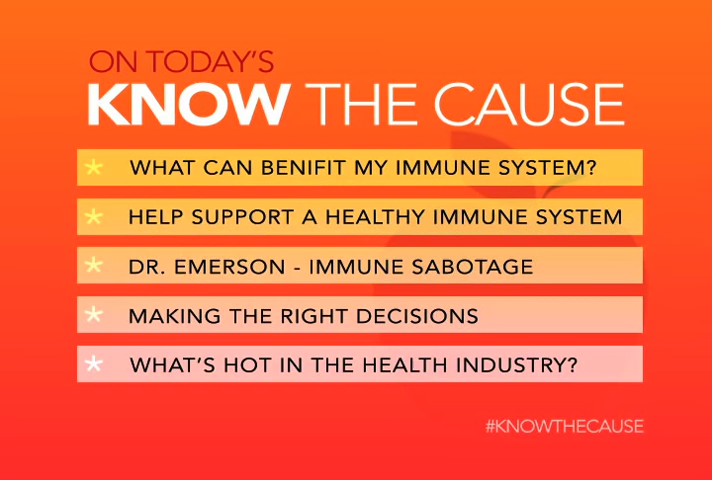 ON TODAY'S
KNOW THE CAUSE
* WHAT CAN BENIFIT MY IMMUNE SYSTEM?
* HELP SUPPORT A HEALTHY IMMUNE SYSTEM
* DR. EMERSON - IMMUNE SABOTAGE
* MAKING THE RIGHT DECISIONS
* WHAT'S HOT IN THE HEALTH INDUSTRY?
#KNOWTHECAUSE